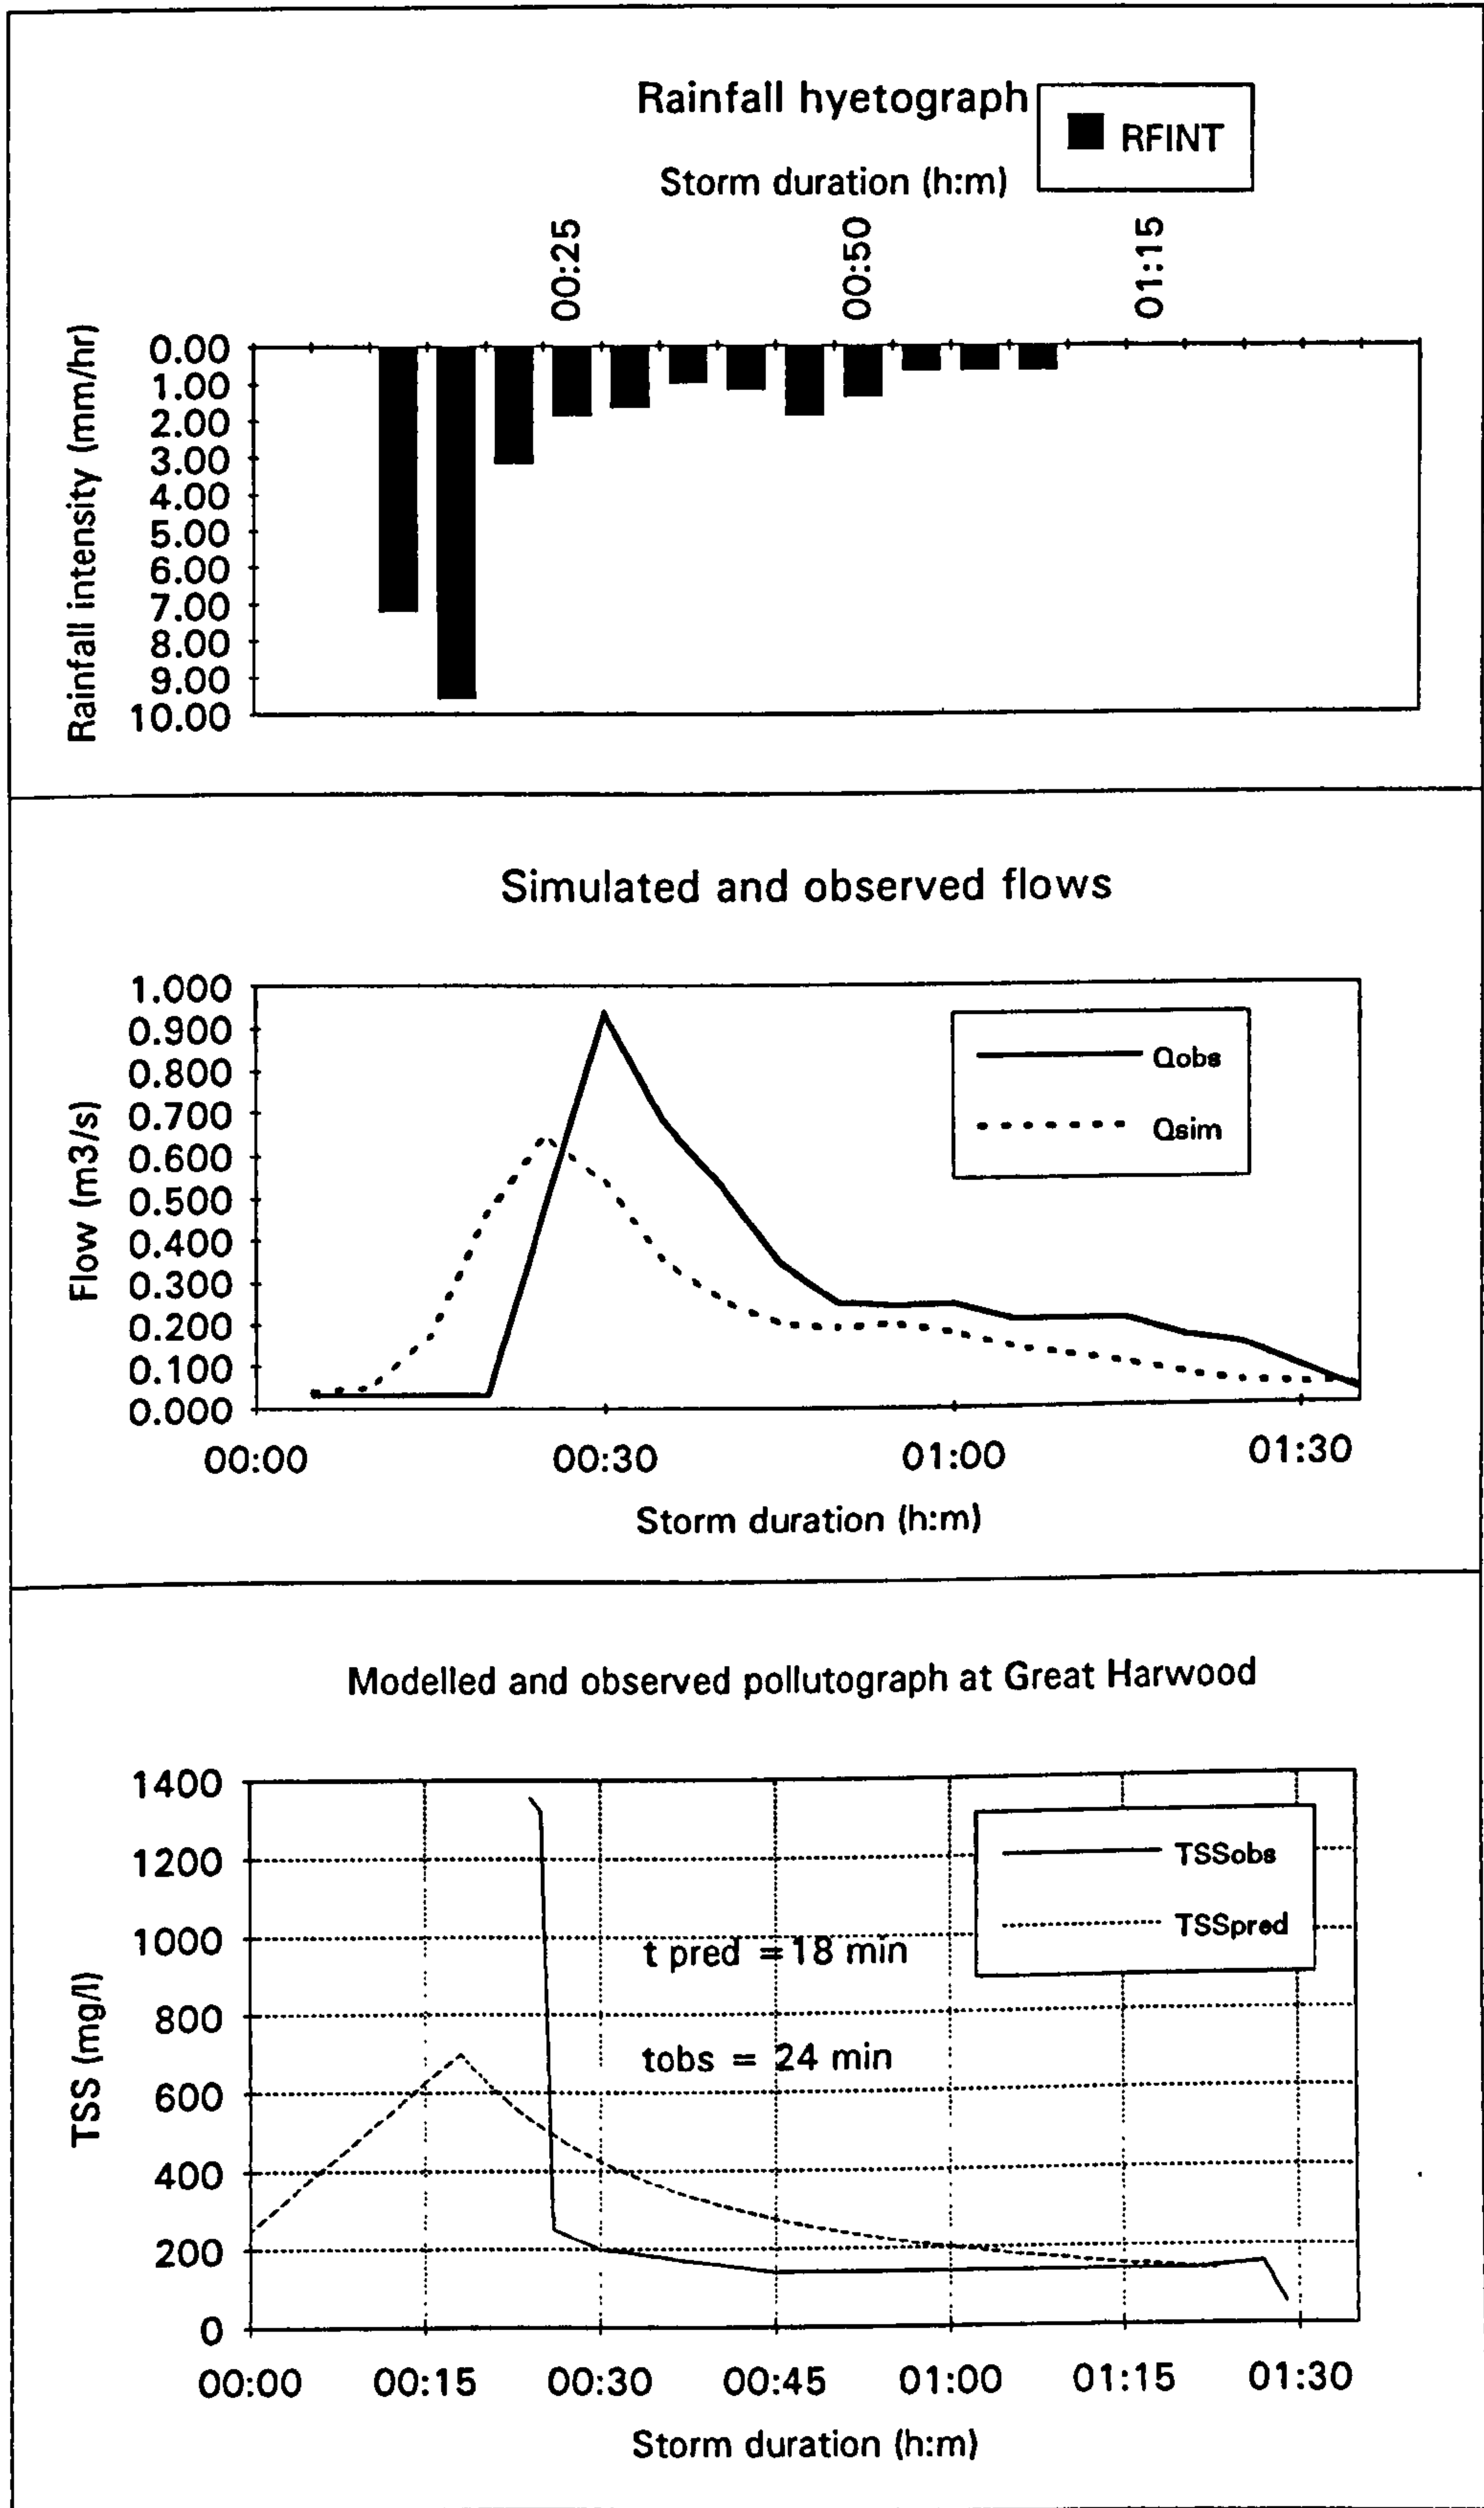 Rainfall hyetograph
RFINT
Storm duration (h:m)
00:25
00:50
01:15
Rainfall intensity (mm/hr)
0.00
1.00
2.00
3.00
4.00
5.00
6.00
7.00
8.00
9.00
10.00
Simulated and observed flows
Flow (m3/s)
1.000
0.900
0.800
0.700
0.600
0.500
0.400
0.300
0.200
0.100
0.000
Qobs
Qsim
00:00 00:30 01:00 01:30
Storm duration (h:m)
Modelled and observed pollutograph at Great Harwood
TSS (mg/l)
1400
1200
1000
800
600
400
200
0
TSSobs
TSSpred
t pred = 18 min
tobs = 24 min
00:00 00:15 00:30 00:45 01:00 01:15 01:30
Storm duration (h:m)